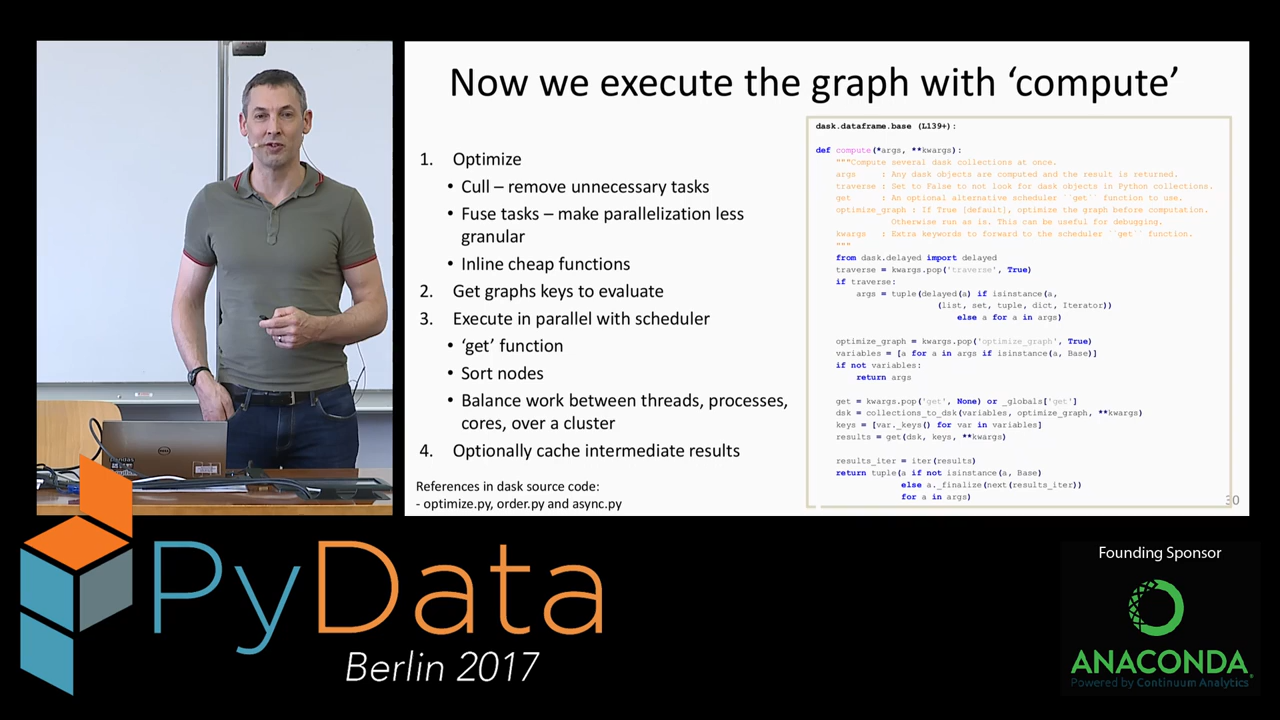 Now we execute the graph with ‘compute’
1. Optimize
• Cull – remove unnecessary tasks
• Fuse tasks – make parallelization less
granular
• Inline cheap functions
2. Get graphs keys to evaluate
3. Execute in parallel with scheduler
• ‘get’ function
• Sort nodes
• Balance work between threads, processes,
cores, over a cluster
4. Optionally cache intermediate results
References in dask source code:
- optimize.py, order.py and async.py
dask.dataframe.base (L139+):
def compute(*args, **kwargs):
"""Compute several dask collections at once.
args : Any dask objects are computed and the result is returned.
traverse : Set to False to not look for dask objects in Python collections.
get : An optional alternative scheduler ``get`` function to use.
optimize_graph : If True [default], optimize the graph before computation.
Otherwise run as is. This can be useful for debugging.
kwargs : Extra keywords to forward to the scheduler ``get`` function.
"""
from dask.delayed import delayed
traverse = kwargs.pop('traverse', True)
if traverse:
args = tuple(delayed(a) if isinstance(a,
(list, set, tuple, dict, Iterator))
else a for a in args)
optimize_graph = kwargs.pop('optimize_graph', True)
variables = [a for a in args if isinstance(a, Base)]
if not variables:
return args
get = kwargs.pop('get', None) or _globals['get']
dsk = collections_to_dsk(variables, optimize_graph, **kwargs)
keys = [var._keys() for var in variables]
results = get(dsk, keys, **kwargs)
results_iter = iter(results)
return tuple(a if not isinstance(a, Base)
else a._finalize(next(results_iter))
for a in args)
30
DELL
PyData
Berlin 2017
Founding Sponsor
ANACONDA
Powered by Continuum Analytics